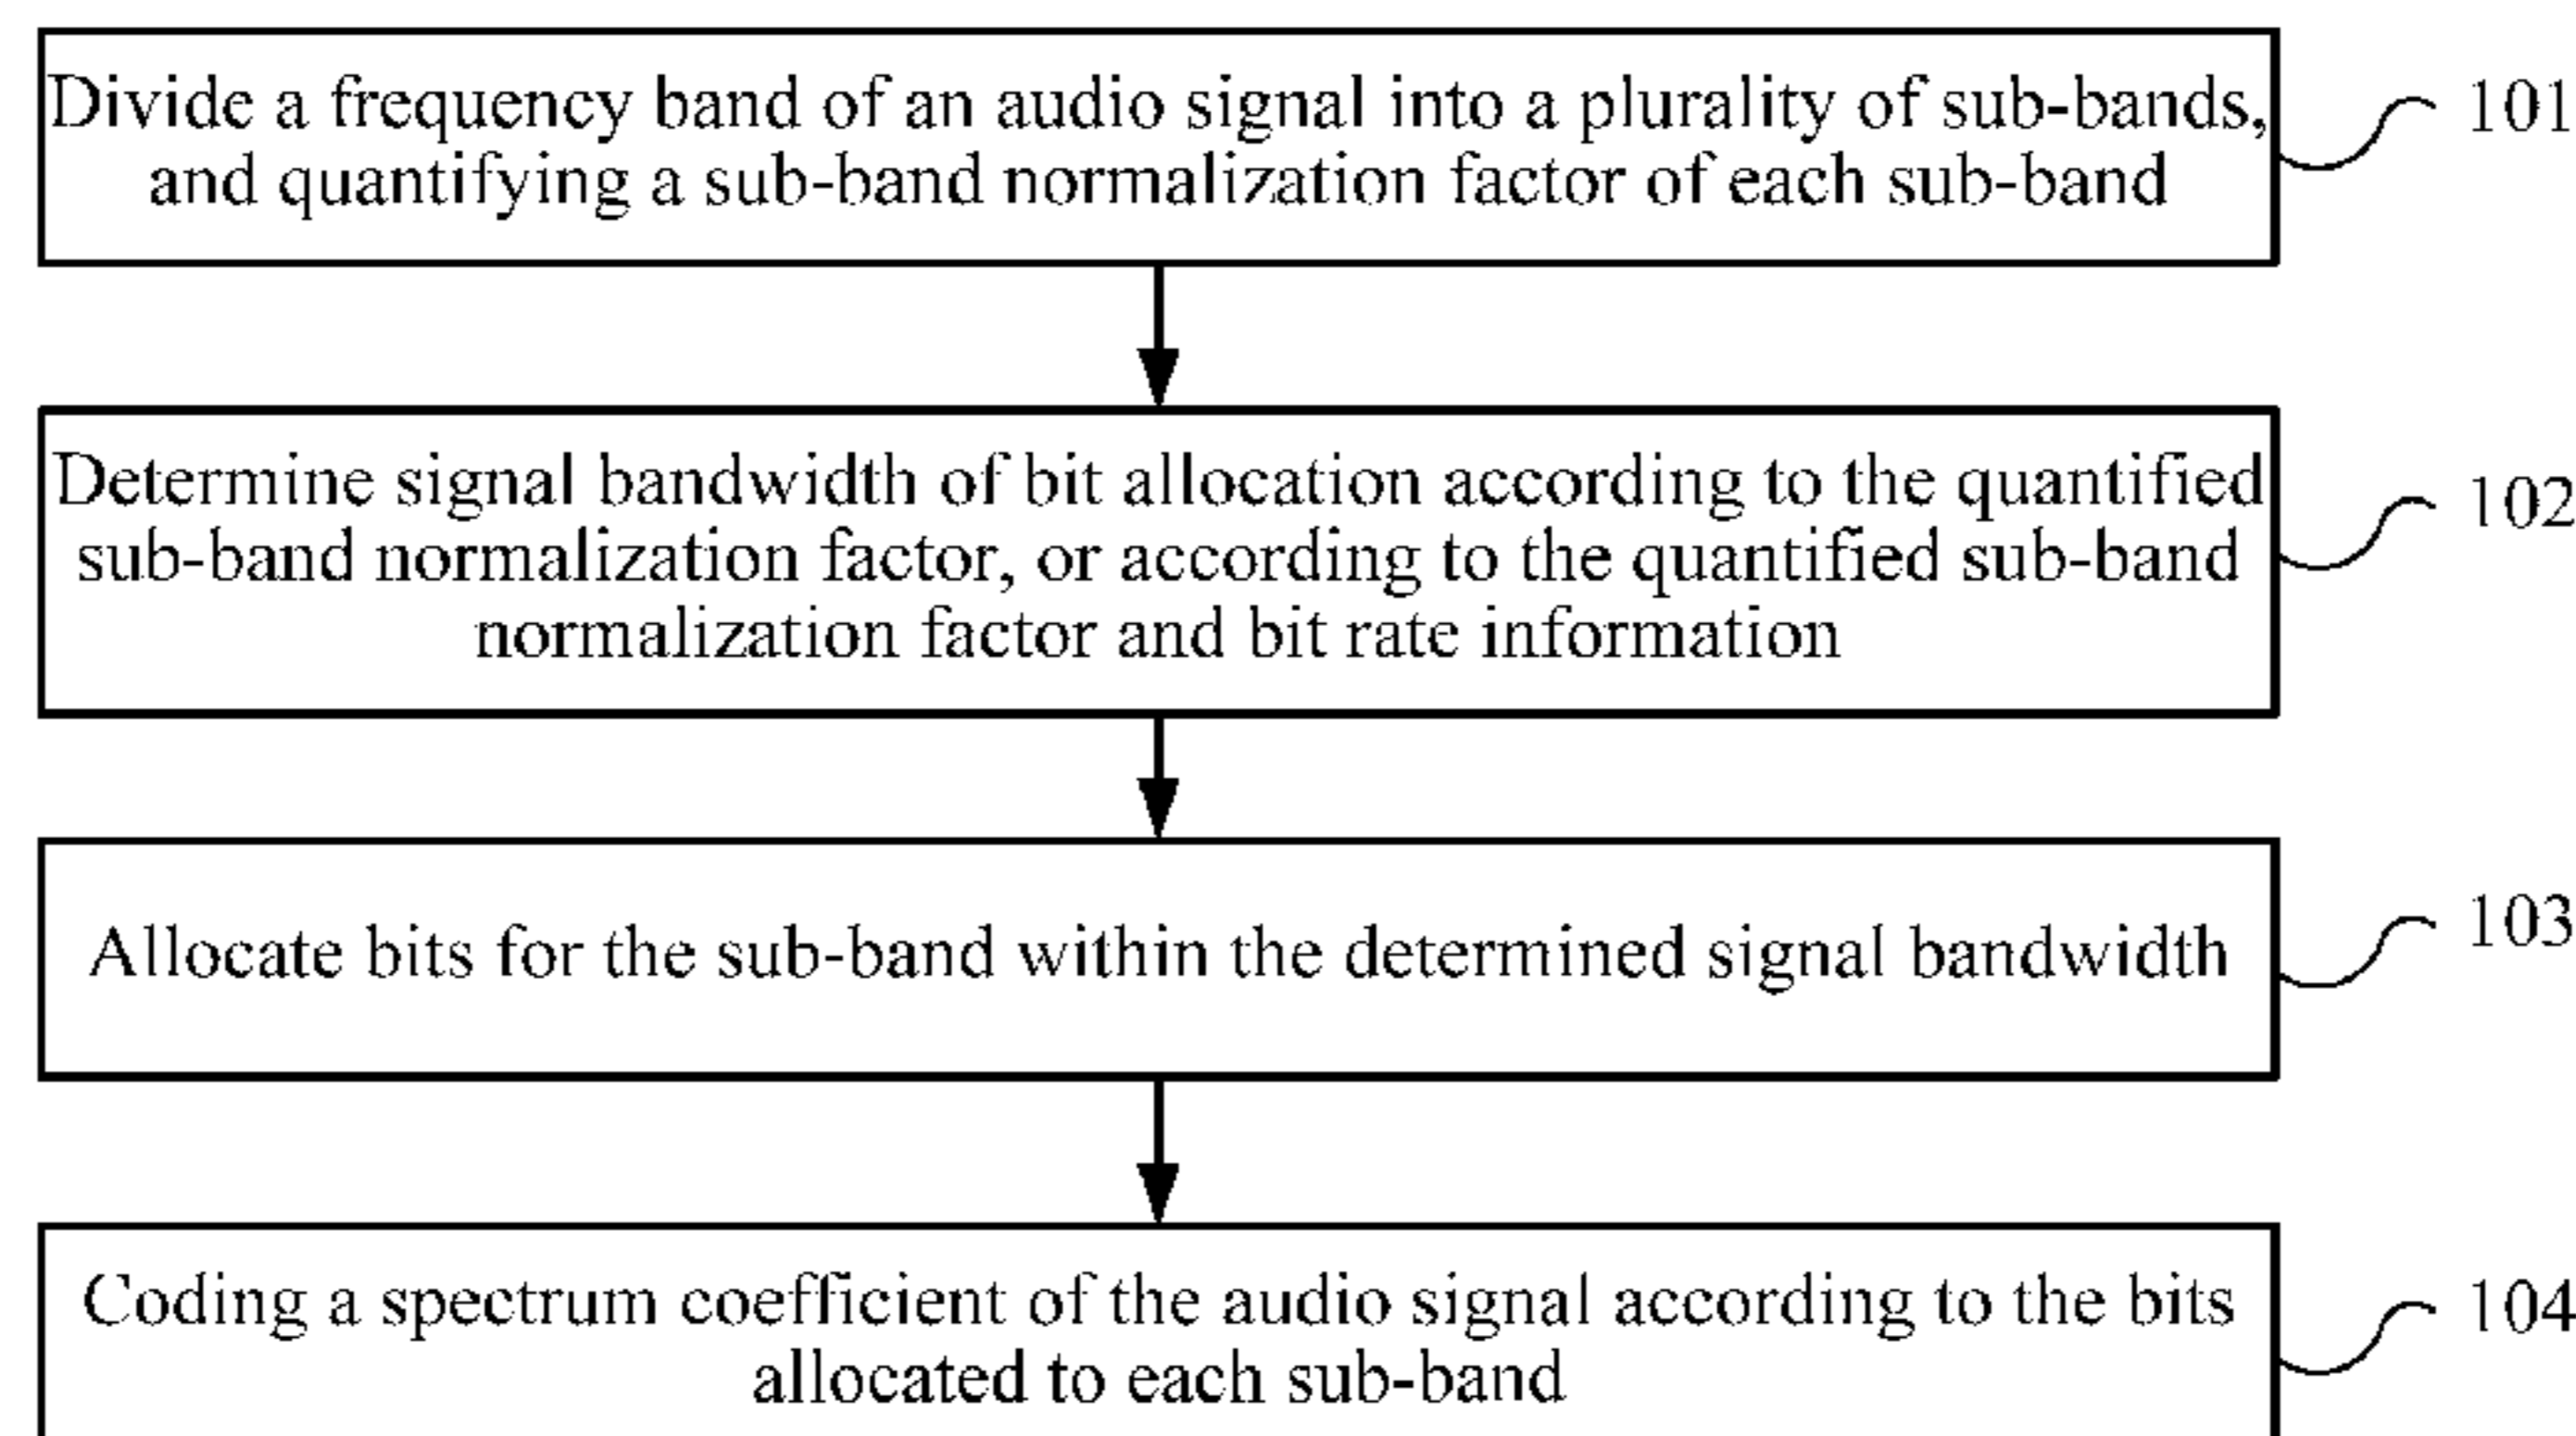 Divide a frequency band of an audio signal into a plurality of sub-bands,
and quantifying a sub-band normalization factor of each sub-band
101
Determine signal bandwidth of bit allocation according to the quantified
sub-band normalization factor, or according to the quantified sub-band
normalization factor and bit rate information
102
Allocate bits for the sub-band within the determined signal bandwidth
103
Coding a spectrum coefficient of the audio signal according to the bits
allocated to each sub-band
104